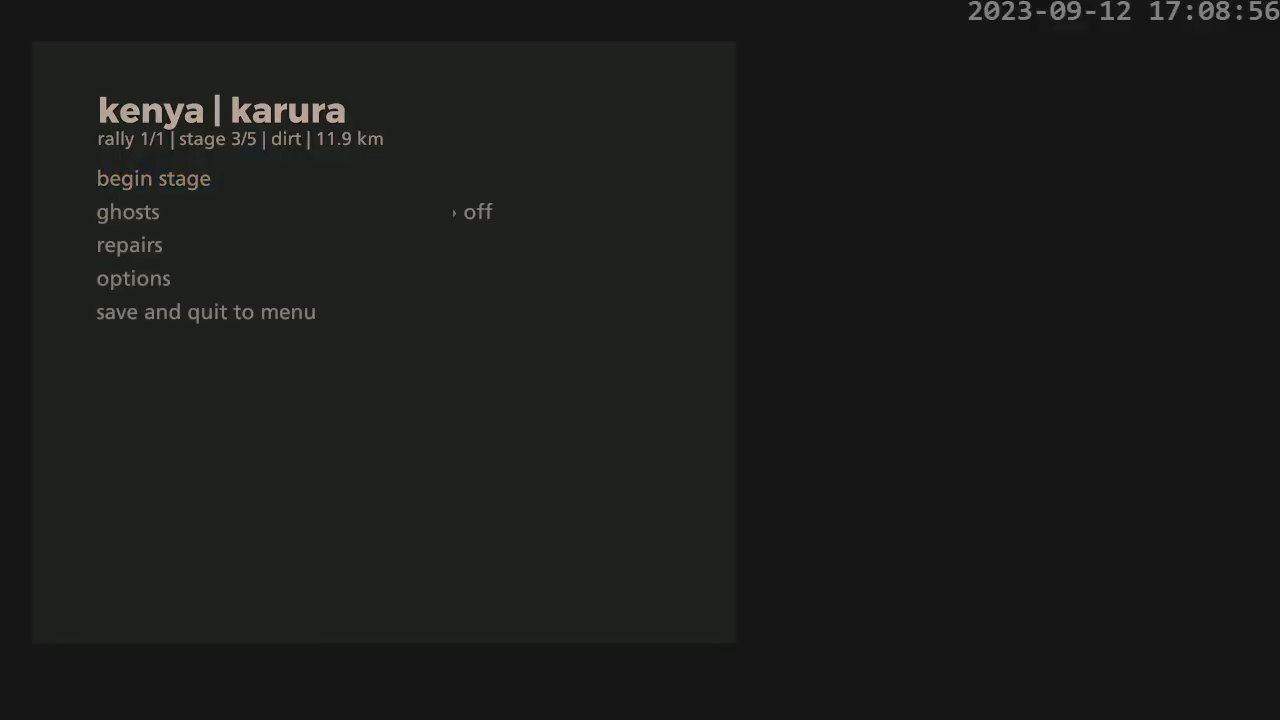 2023-09-12 17:08:56
kenya | karura
rally 1/1 | stage 3/5 | dirt | 11.9 km
begin stage
ghosts › off
repairs
options
save and quit to menu